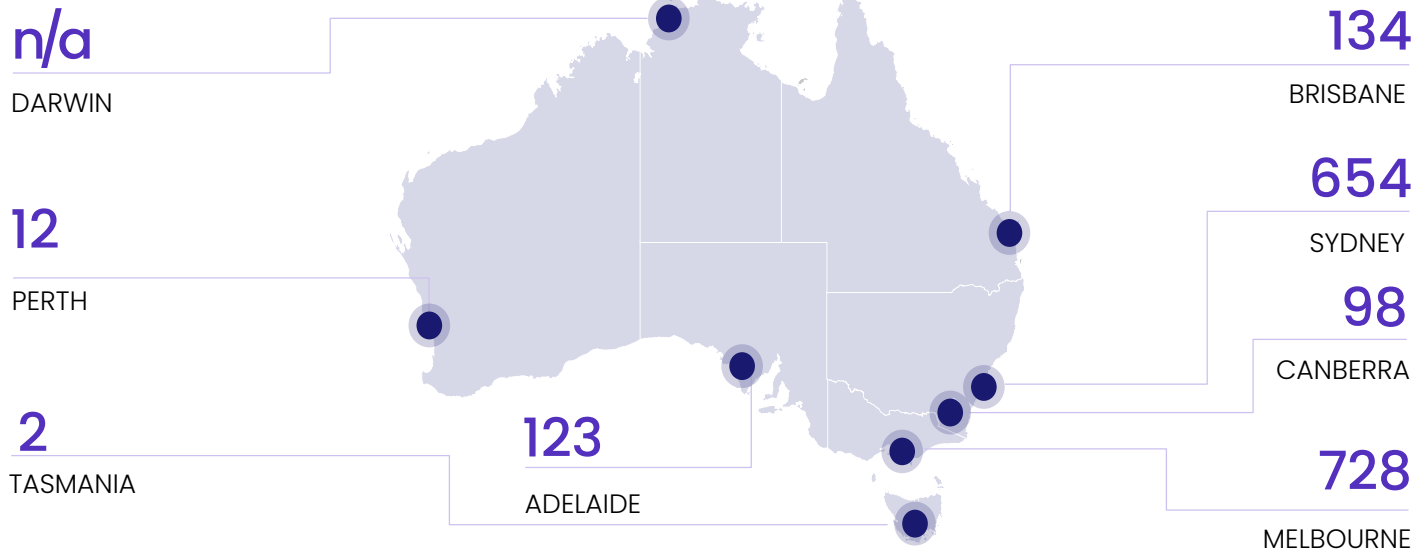 n/a
DARWIN
12
PERTH
2
TASMANIA
123
ADELAIDE
134
BRISBANE
654
SYDNEY
98
CANBERRA
728
MELBOURNE